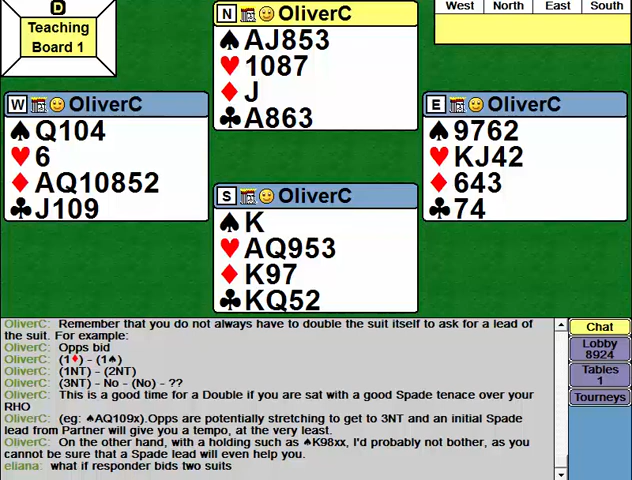 D
Teaching
Board 1
N OliverC
♠AJ853
♥1087
♦J
♣A863
West North East South
W OliverC
♠Q104
♥6
♦AQ10852
♣J109
E OliverC
♠9762
♥KJ42
♦643
♣74
S OliverC
♠K
♥AQ953
♦K97
♣KQ52
OliverC: Remember that you do not always have to double the suit itself to ask for a lead of
the suit. For example:
OliverC: Opps bid
OliverC: (1♦) - (1♠)
OliverC: (1NT) - (2NT)
OliverC: (3NT) - No - (No) - ??
OliverC: This is a good time for a Double if you are sat with a good Spade tenace over your
RHO
OliverC: (eg: ♠AQ109x).Opps are potentially stretching to get to 3NT and an initial Spade
lead from Partner will give you a tempo, at the very least.
OliverC: On the other hand, with a holding such as ♠K98xx, I'd probably not bother, as you
cannot be sure that a Spade lead will even help you.
eliana: what if responder bids two suits
Chat
Lobby
8924
Tables
1
Tourneys